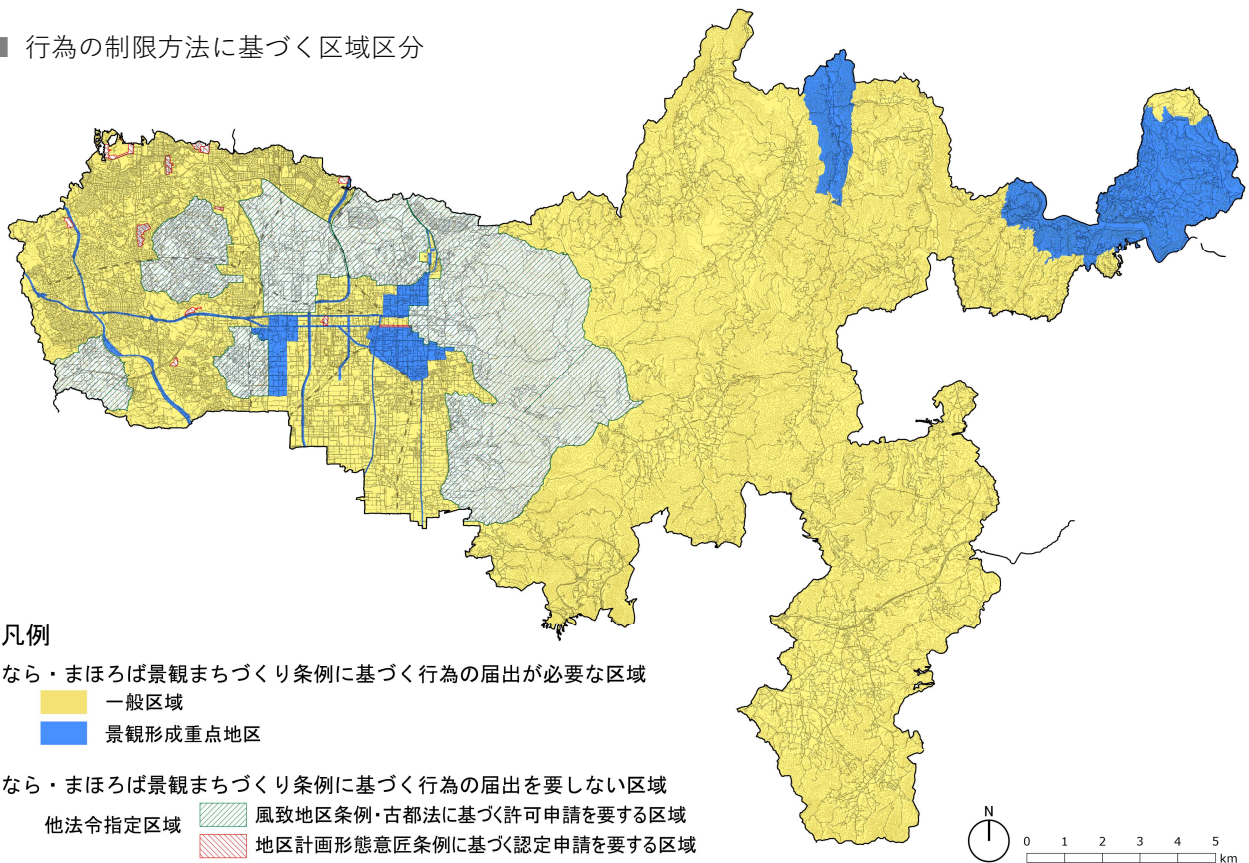 行為の制限方法に基づく区域区分
凡例
なら・まほろば景観まちづくり条例に基づく行為の届出が必要な区域
一般区域
景観形成重点地区
なら・まほろば景観まちづくり条例に基づく行為の届出を要しない区域
他法令指定区域
風致地区条例・古都法に基づく許可申請を要する区域
地区計画形態意匠条例に基づく認定申請を要する区域
N
0 1 2 3 4 5
km